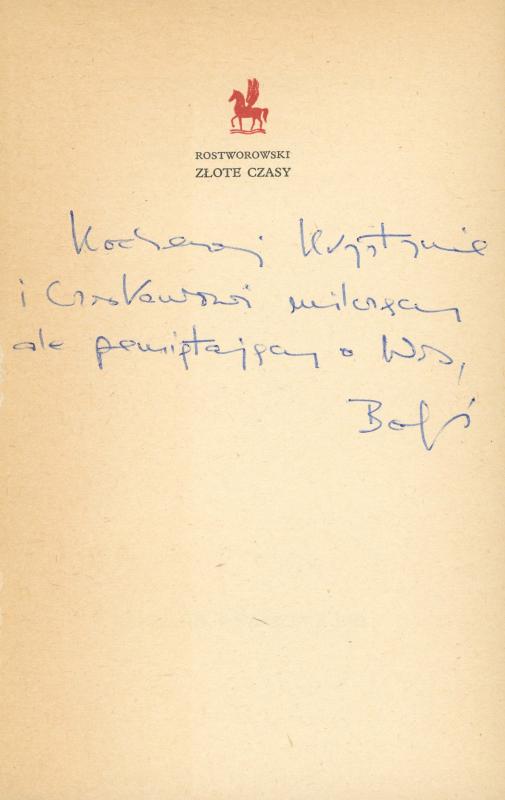 ROSTWOROWSKI
ZŁOTE CZASY
Kochanej Krystynie
i Czesławowi milczący
ale pamiętający o Was,